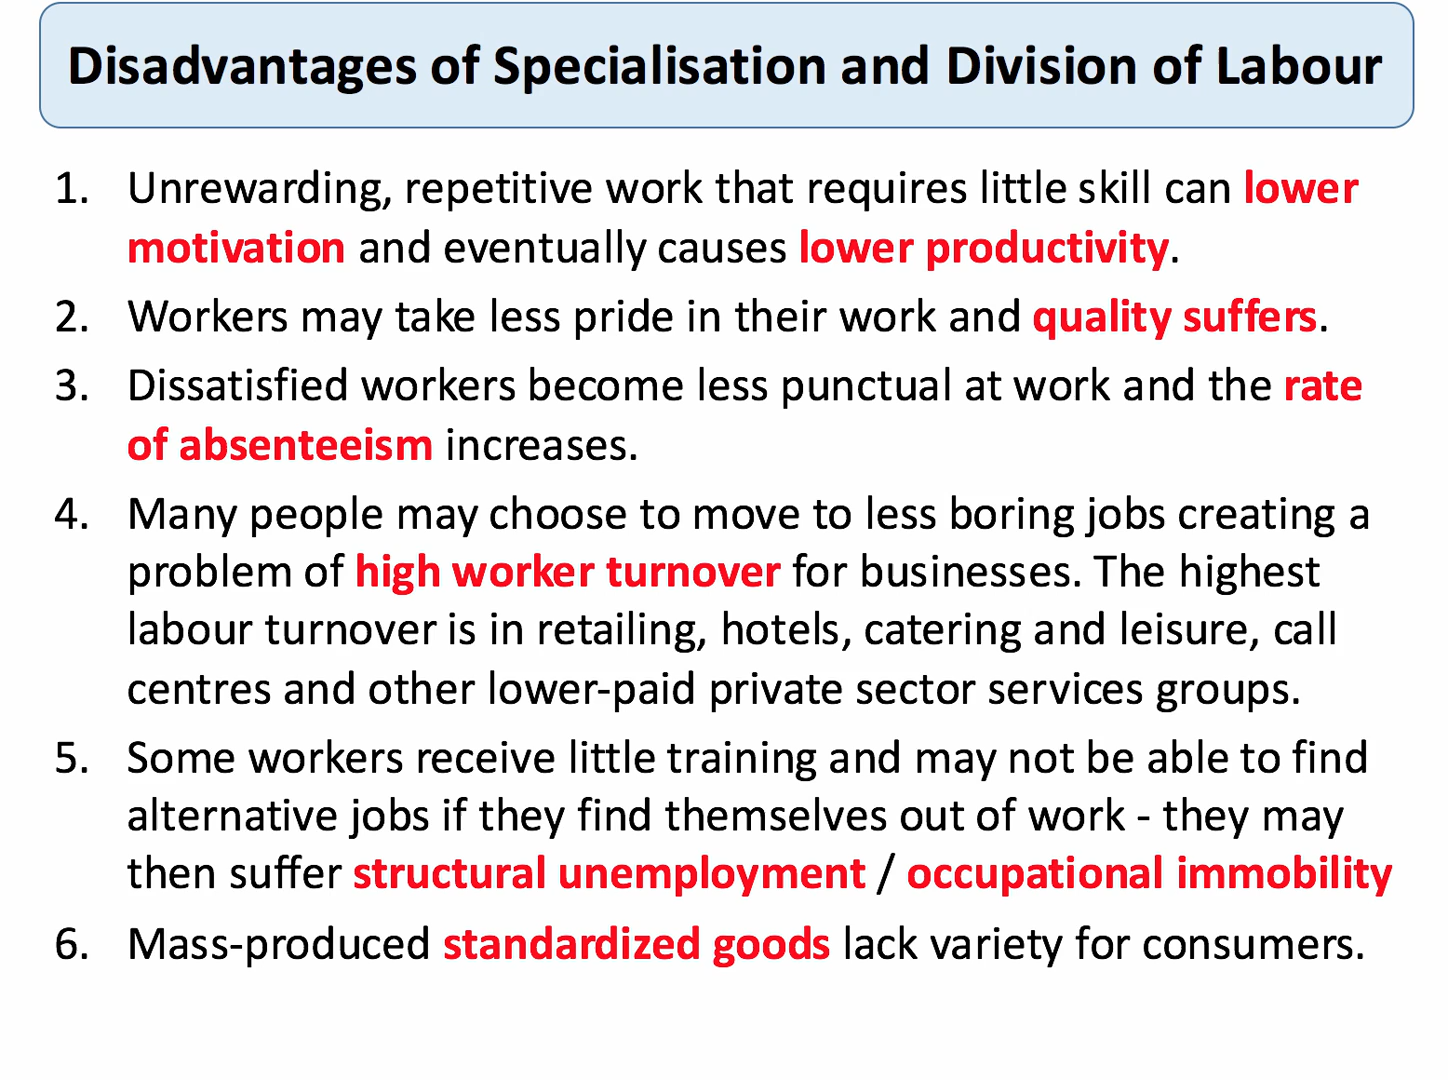 Disadvantages of Specialisation and Division of Labour
1. Unrewarding, repetitive work that requires little skill can lower
motivation and eventually causes lower productivity.
2. Workers may take less pride in their work and quality suffers.
3. Dissatisfied workers become less punctual at work and the rate
of absenteeism increases.
4. Many people may choose to move to less boring jobs creating a
problem of high worker turnover for businesses. The highest
labour turnover is in retailing, hotels, catering and leisure, call
centres and other lower-paid private sector services groups.
5. Some workers receive little training and may not be able to find
alternative jobs if they find themselves out of work - they may
then suffer structural unemployment / occupational immobility
6. Mass-produced standardized goods lack variety for consumers.